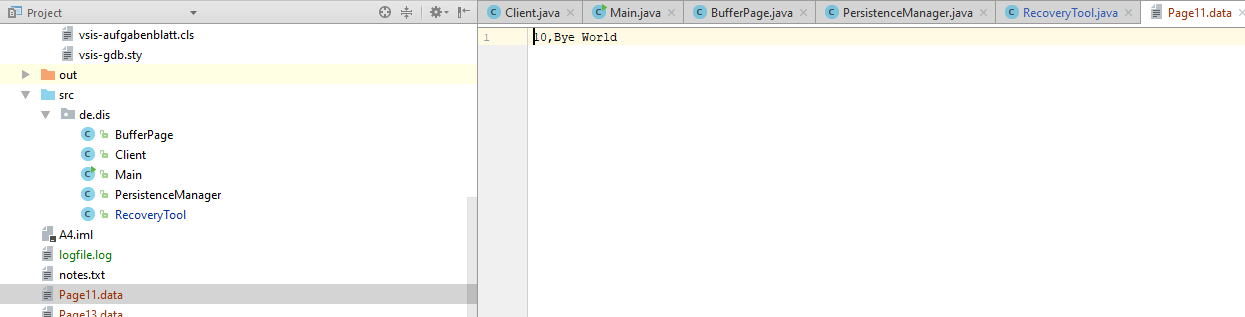 Project
Client.java
Main.java
BufferPage.java
PersistenceManager.java
RecoveryTool.java
Page11.data
vsis-aufgabenblatt.cls
vsis-gdb.sty
out
src
de.dis
BufferPage
Client
Main
PersistenceManager
RecoveryTool
A4.iml
logfile.log
notes.txt
Page11.data
Page13.data
1
10,Bye World